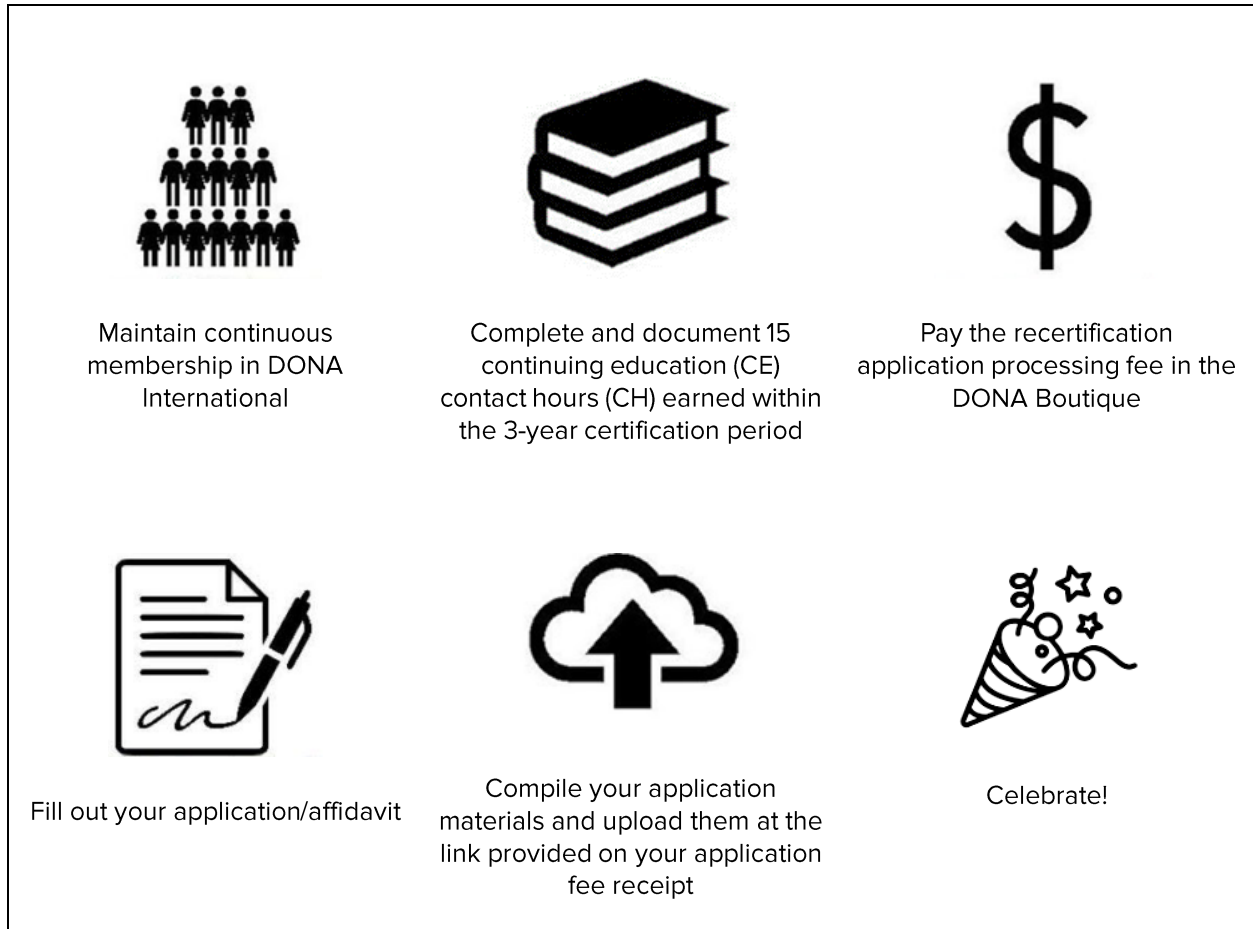 Maintain continuous
membership in DONA
International
Complete and document 15
continuing education (CE)
contact hours (CH) earned within
the 3-year certification period
Pay the recertification
application processing fee in the
DONA Boutique
Fill out your application/affidavit
Compile your application
materials and upload them at the
link provided on your application
fee receipt
Celebrate!